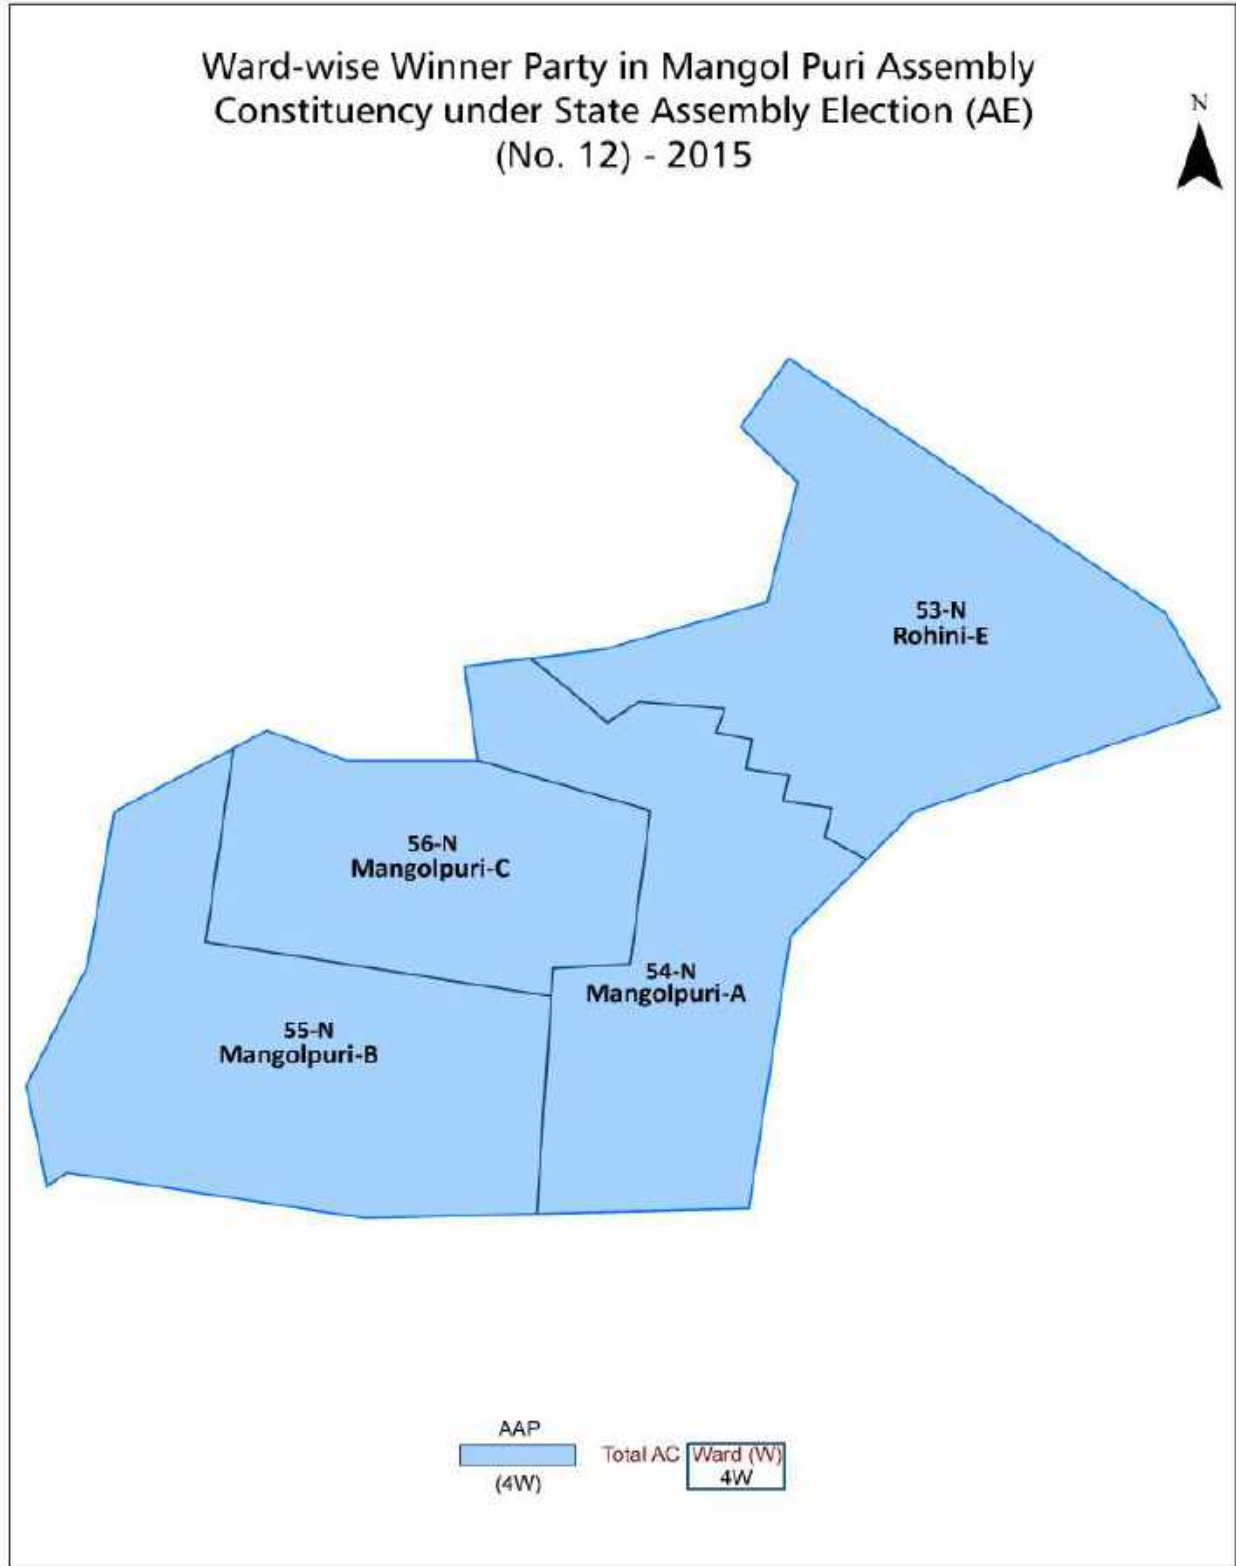 Ward-wise Winner Party in Mangol Puri Assembly
Constituency under State Assembly Election (AE)
(No. 12) - 2015
N
53-N
Rohini-E
56-N
Mangolpuri-C
54-N
Mangolpuri-A
55-N
Mangolpuri-B
AAP
(4W)
Total AC
Ward (W)
4W